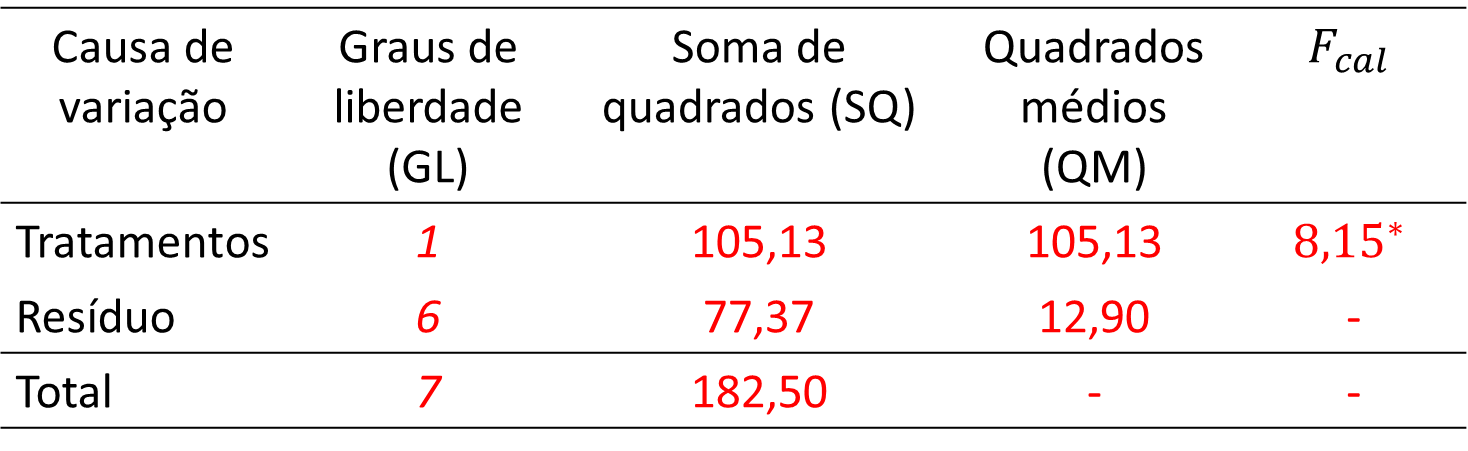 Causa de variação Graus de liberdade (GL) Soma de quadrados (SQ) Quadrados médios (QM) F_cal
Tratamentos 1 105,13 105,13 8,15*
Resíduo 6 77,37 12,90 -
Total 7 182,50 - -